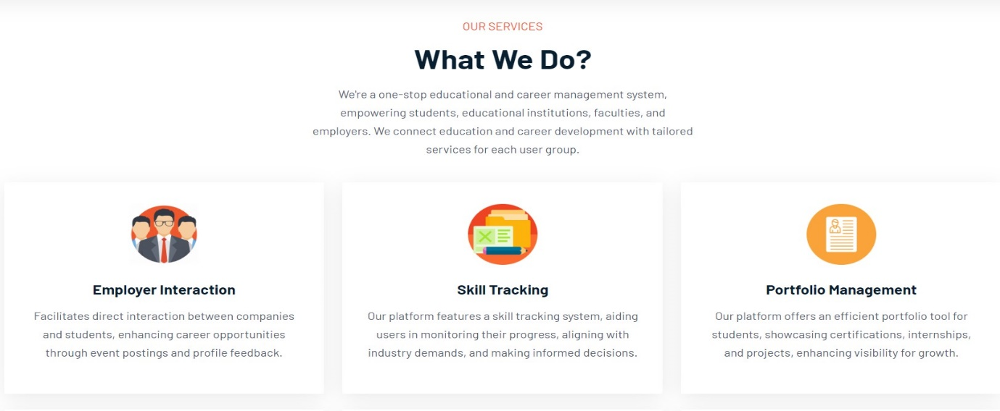 OUR SERVICES
What We Do?
We're a one-stop educational and career management system,
empowering students, educational institutions, faculties, and
employers. We connect education and career development with tailored
services for each user group.
Employer Interaction
Facilitates direct interaction between companies
and students, enhancing career opportunities
through event postings and profile feedback.
Skill Tracking
Our platform features a skill tracking system, aiding
users in monitoring their progress, aligning with
industry demands, and making informed decisions.
Portfolio Management
Our platform offers an efficient portfolio tool for
students, showcasing certifications, internships,
and projects, enhancing visibility for growth.